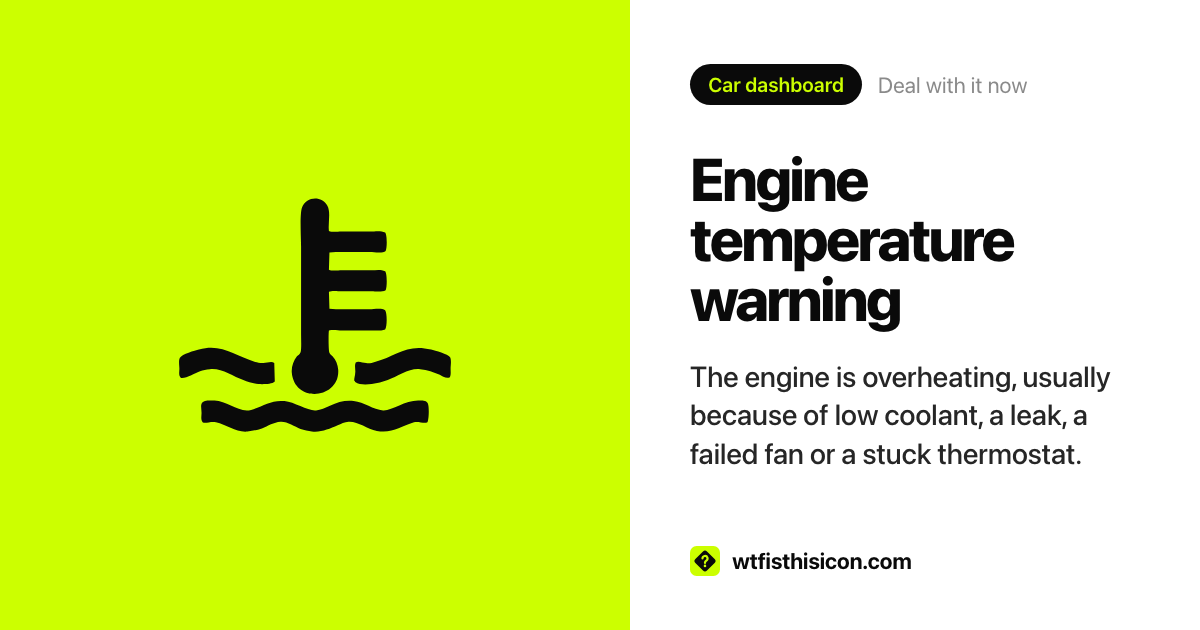 Car dashboard
Deal with it now
Engine
temperature
warning
The engine is overheating, usually
because of low coolant, a leak, a
failed fan or a stuck thermostat.
?
wtfisthisicon.com